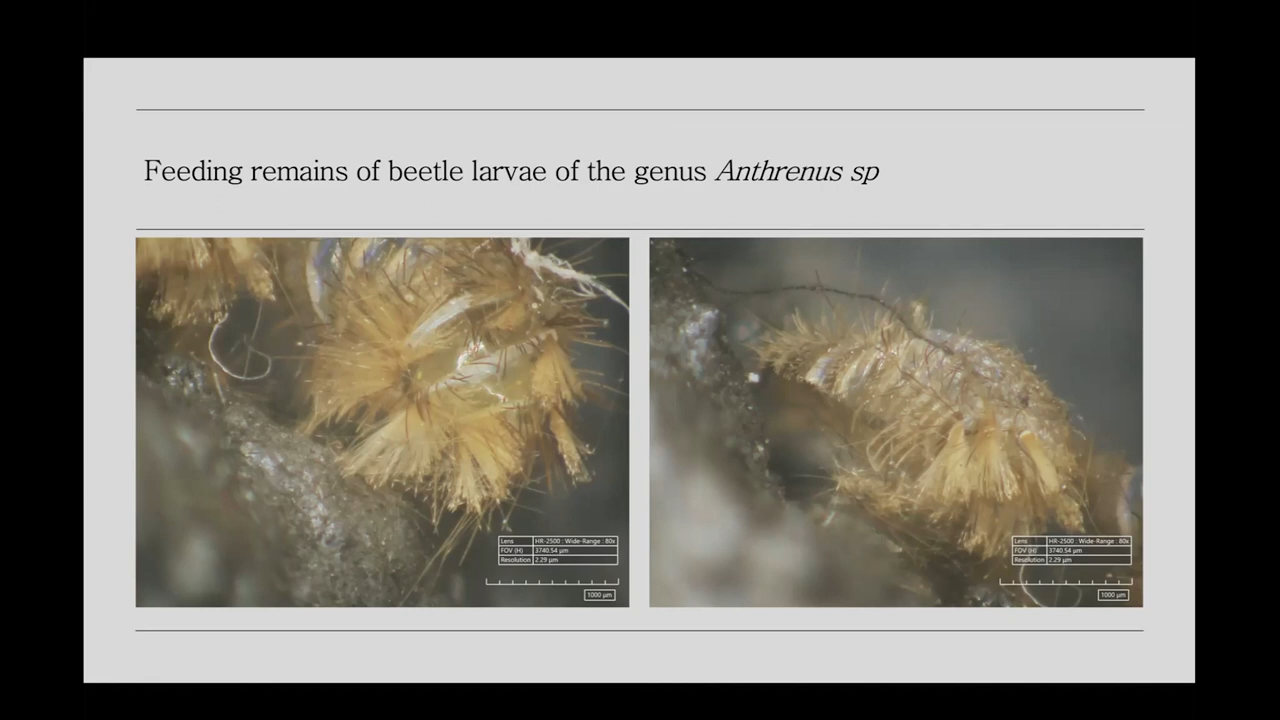 Feeding remains of beetle larvae of the genus Anthrenus sp
Lens HR-2500 : Wide-Range : 80x
FOV (H) 3740.54 µm
Resolution 2.29 µm
1000 µm
Lens HR-2500 : Wide-Range : 80x
FOV (H) 3740.54 µm
Resolution 2.29 µm
1000 µm